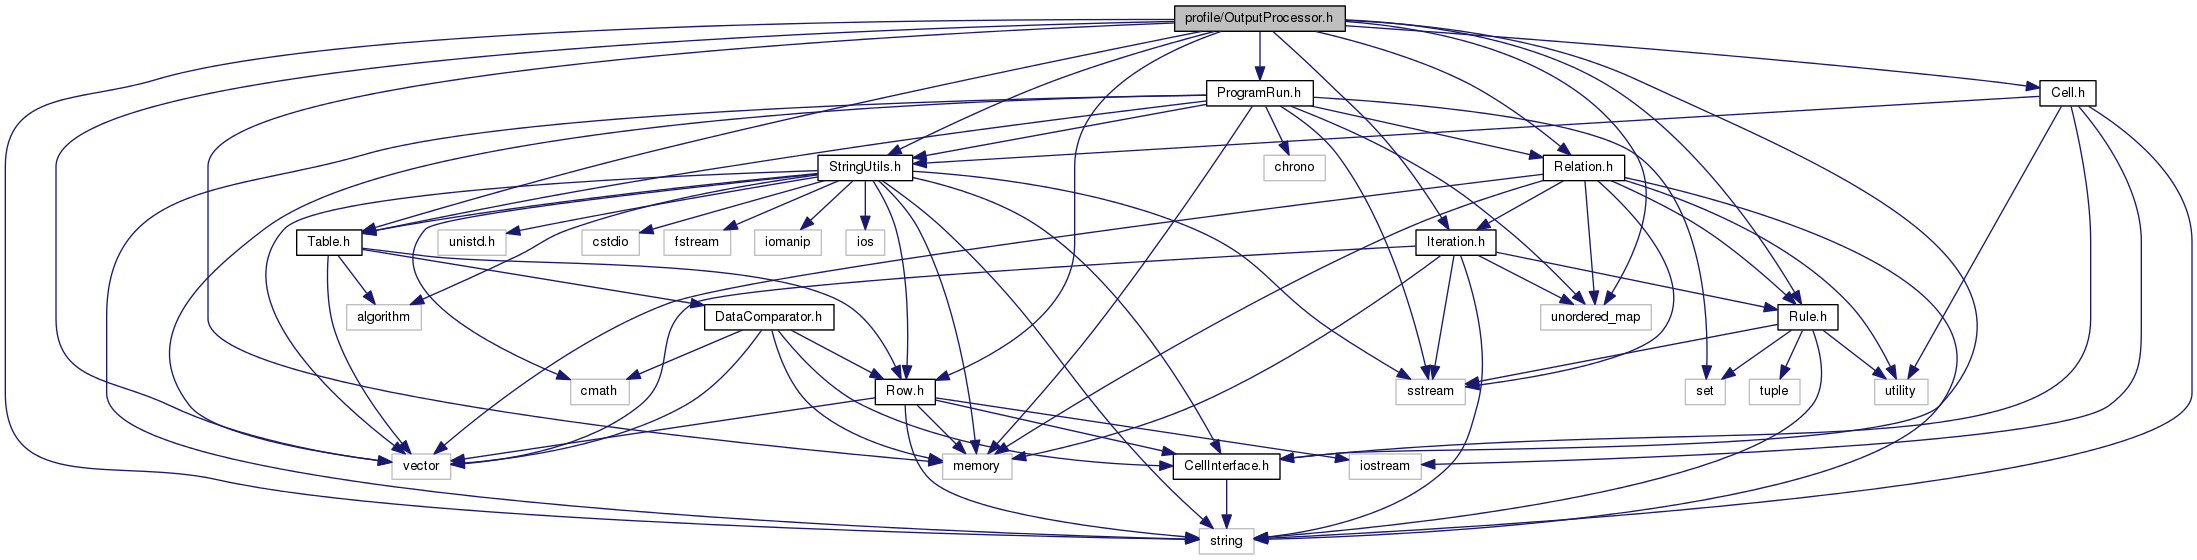 profile/OutputProcessor.h
ProgramRun.h
Cell.h
StringUtils.h
chrono
Relation.h
Table.h
unistd.h
cstdio
fstream
iomanip
ios
Iteration.h
algorithm
DataComparator.h
unordered_map
Rule.h
cmath
Row.h
sstream
set
tuple
utility
vector
memory
CellInterface.h
iostream
string